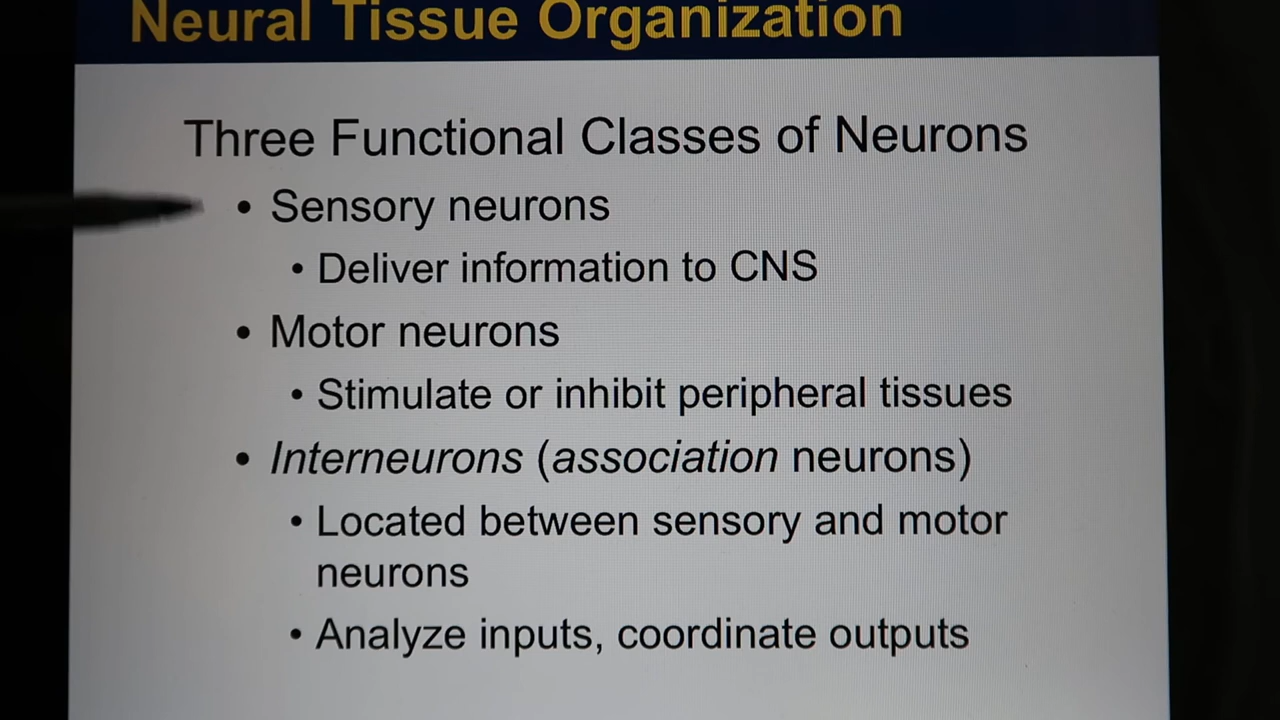 Neural Tissue Organization
Three Functional Classes of Neurons
• Sensory neurons
• Deliver information to CNS
• Motor neurons
• Stimulate or inhibit peripheral tissues
• Interneurons (association neurons)
• Located between sensory and motor
neurons
• Analyze inputs, coordinate outputs